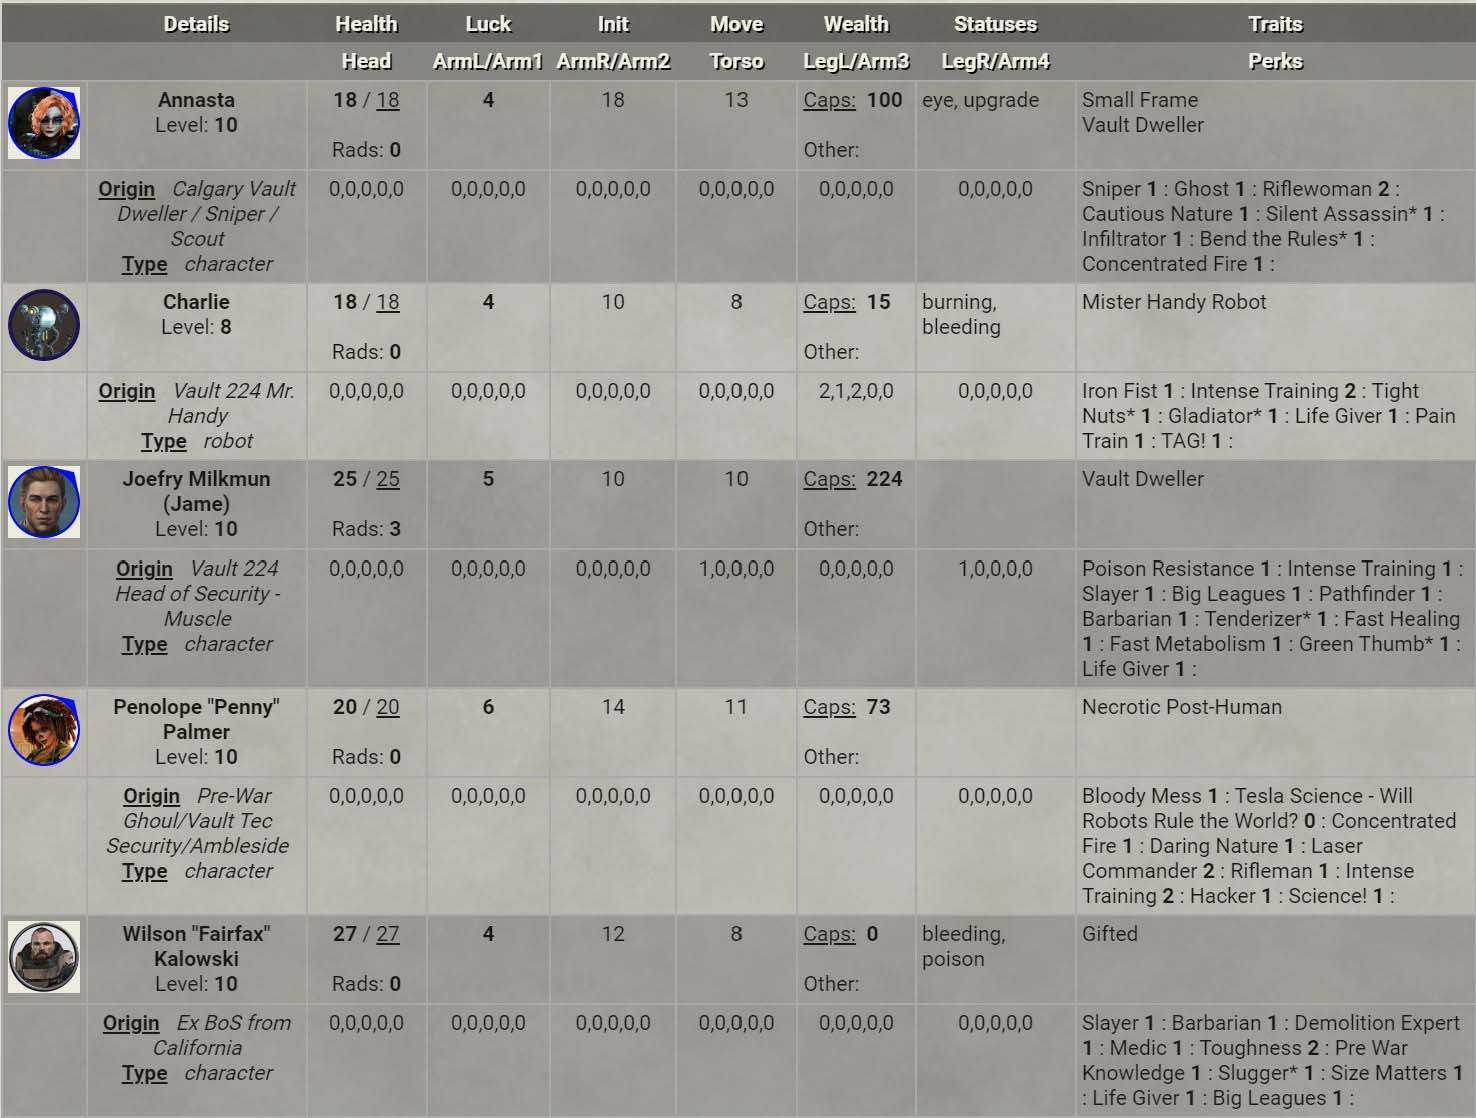 Details Health Luck Init Move Wealth Statuses Traits
Head ArmL/Arm1 ArmR/Arm2 Torso LegL/Arm3 LegR/Arm4 Perks
Annasta 18 / 18 4 18 13 Caps: 100 eye, upgrade Small Frame
Level: 10 Vault Dweller
Rads: 0 Other:
Origin Calgary Vault 0,0,0,0,0 0,0,0,0,0 0,0,0,0,0 0,0,0,0,0 0,0,0,0,0 0,0,0,0,0 Sniper 1 : Ghost 1 : Riflewoman 2 :
Dweller / Sniper / Cautious Nature 1 : Silent Assassin* 1 :
Scout Infiltrator 1 : Bend the Rules* 1 :
Type character Concentrated Fire 1 :
Charlie 18 / 18 4 10 8 Caps: 15 burning, Mister Handy Robot
Level: 8 bleeding
Rads: 0 Other:
Origin Vault 224 Mr. 0,0,0,0,0 0,0,0,0,0 0,0,0,0,0 0,0,0,0,0 2,1,2,0,0 0,0,0,0,0 Iron Fist 1 : Intense Training 2 : Tight
Handy Nuts* 1 : Gladiator* 1 : Life Giver 1 : Pain
Type robot Train 1 : TAG! 1 :
Joefry Milkmun 25 / 25 5 10 10 Caps: 224 Vault Dweller
(Jame)
Level: 10 Rads: 3 Other:
Origin Vault 224 0,0,0,0,0 0,0,0,0,0 0,0,0,0,0 1,0,0,0,0 0,0,0,0,0 1,0,0,0,0 Poison Resistance 1 : Intense Training 1 :
Head of Security - Slayer 1 : Big Leagues 1 : Pathfinder 1 :
Muscle Barbarian 1 : Tenderizer* 1 : Fast Healing
Type character 1 : Fast Metabolism 1 : Green Thumb* 1 :
Life Giver 1 :
Penolope "Penny" 20 / 20 6 14 11 Caps: 73 Necrotic Post-Human
Palmer
Level: 10 Rads: 0 Other:
Origin Pre-War 0,0,0,0,0 0,0,0,0,0 0,0,0,0,0 0,0,0,0,0 0,0,0,0,0 0,0,0,0,0 Bloody Mess 1 : Tesla Science - Will
Ghoul/Vault Tec Robots Rule the World? 0 : Concentrated
Security/Ambleside Fire 1 : Daring Nature 1 : Laser
Type character Commander 2 : Rifleman 1 : Intense
Training 2 : Hacker 1 : Science! 1 :
Wilson "Fairfax" 27 / 27 4 12 8 Caps: 0 bleeding, Gifted
Kalowski poison
Level: 10 Rads: 0 Other:
Origin Ex BoS from 0,0,0,0,0 0,0,0,0,0 0,0,0,0,0 0,0,0,0,0 0,0,0,0,0 0,0,0,0,0 Slayer 1 : Barbarian 1 : Demolition Expert
California 1 : Medic 1 : Toughness 2 : Pre War
Type character Knowledge 1 : Slugger* 1 : Size Matters 1
: Life Giver 1 : Big Leagues 1 :